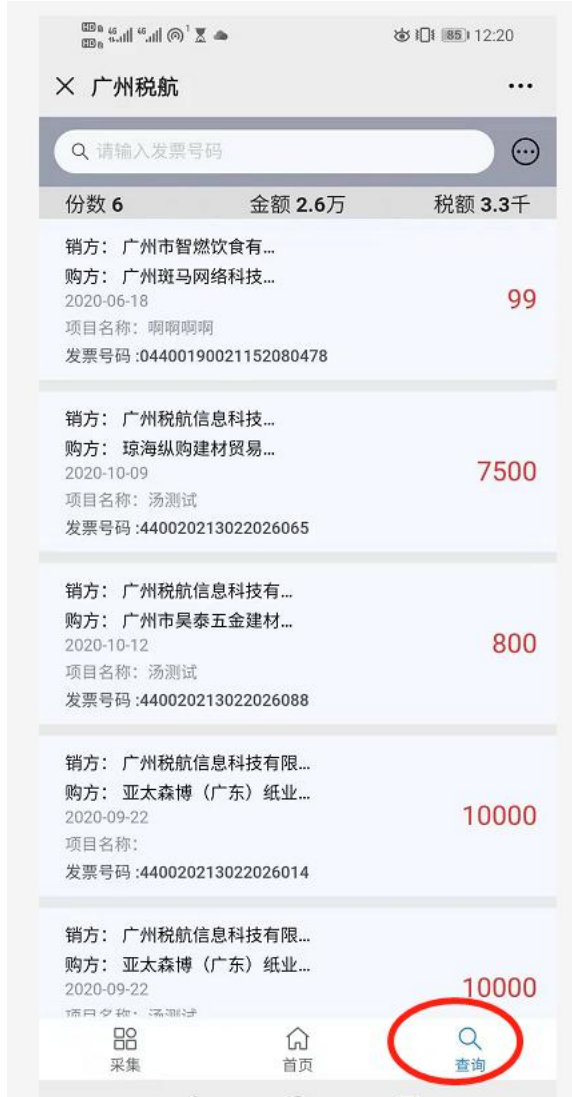 12:20
85
广州税航
请输入发票号码
份数 6 金额 2.6万 税额 3.3千
销方： 广州市智燃饮食有...
购方： 广州斑马网络科技...
2020-06-18
99
项目名称：啊啊啊啊
发票号码 :04400190021152080478
销方： 广州税航信息科技...
购方： 琼海纵购建材贸易...
2020-10-09
7500
项目名称：汤测试
发票号码 :440020213022026065
销方： 广州税航信息科技有...
购方： 广州市昊泰五金建材...
2020-10-12
800
项目名称：汤测试
发票号码 :440020213022026088
销方： 广州税航信息科技有限...
购方： 亚太森博（广东）纸业...
2020-09-22
10000
项目名称：
发票号码 :440020213022026014
销方： 广州税航信息科技有限...
购方： 亚太森博（广东）纸业...
2020-09-22
10000
项目名称：汤测试
采集 首页 查询